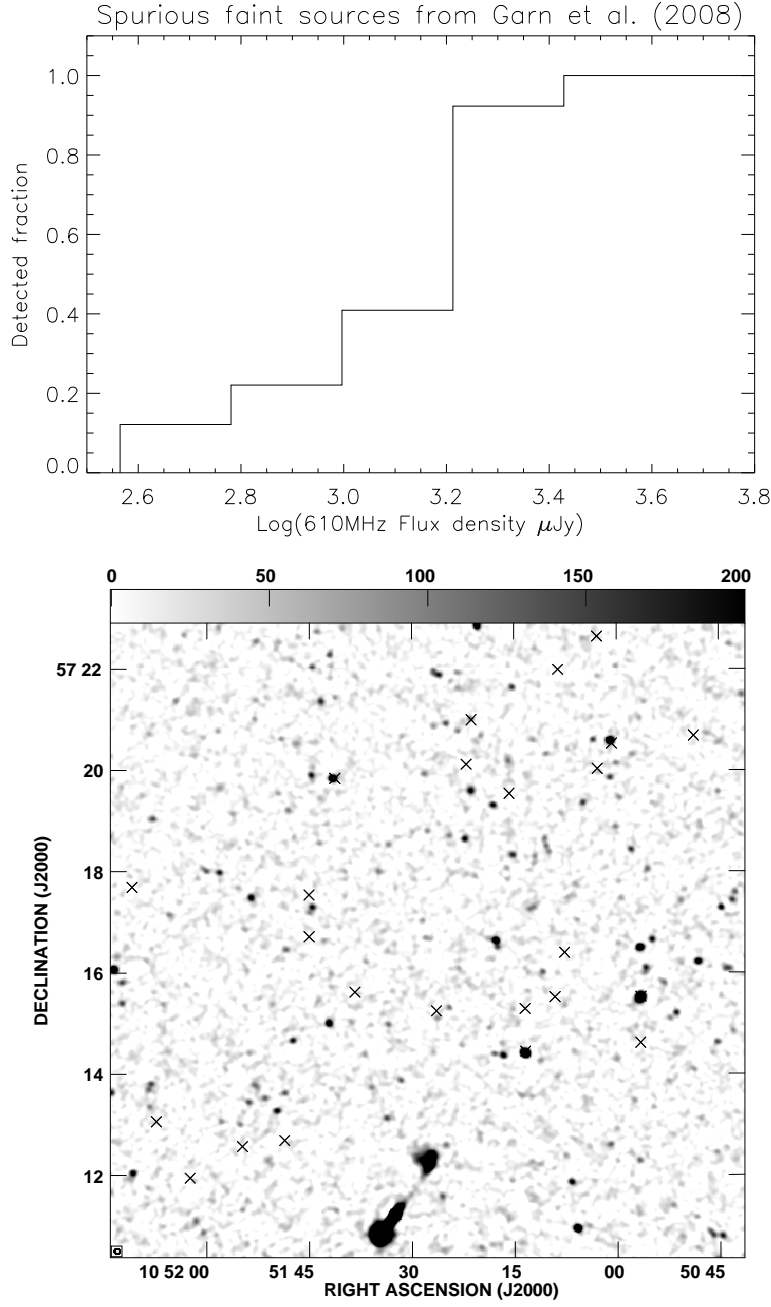 Spurious faint sources from Garn et al. (2008)
1.0
0.8
0.6
0.4
0.2
0.0
Detected fraction
2.6 2.8 3.0 3.2 3.4 3.6 3.8
Log(610MHz Flux density μJy)
0 50 100 150 200
57 22
20
18
16
14
12
DECLINATION (J2000)
10 52 00 51 45 30 15 00 50 45
RIGHT ASCENSION (J2000)